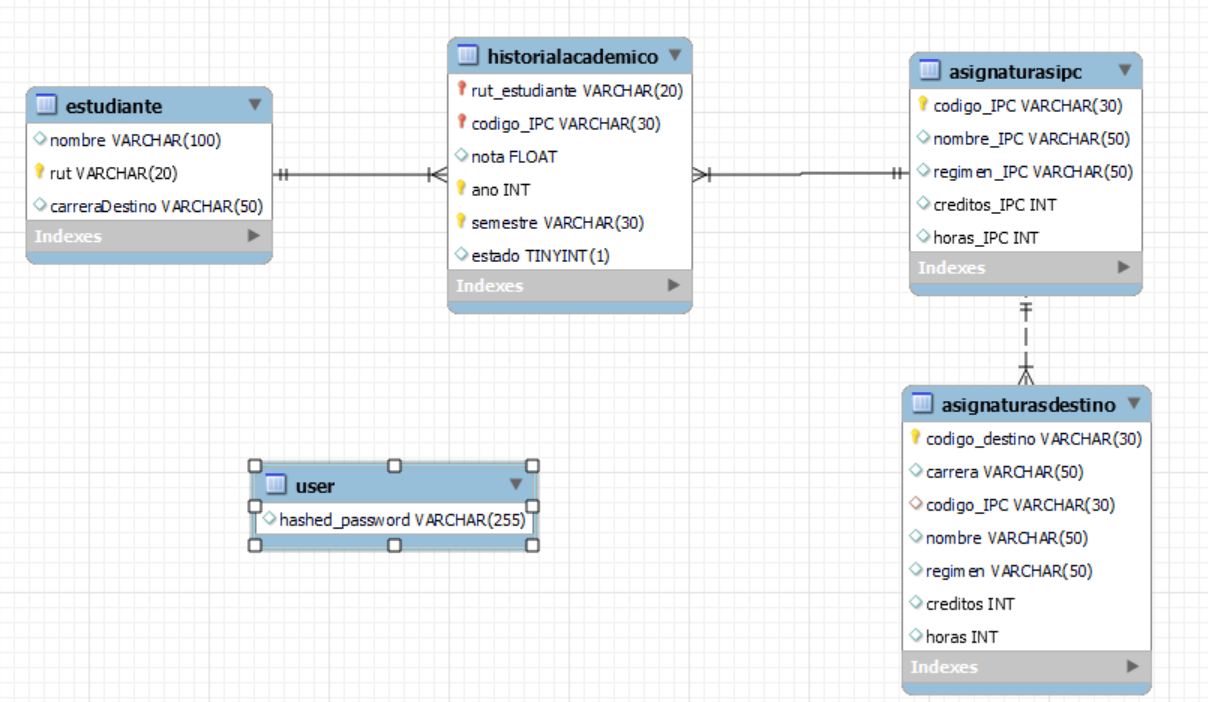 estudiante
nombre VARCHAR(100)
rut VARCHAR(20)
carreraDestino VARCHAR(50)
Indexes
historialacademico
rut_estudiante VARCHAR(20)
codigo_IPC VARCHAR(30)
nota FLOAT
ano INT
semestre VARCHAR(30)
estado TINYINT(1)
Indexes
asignaturasipc
codigo_IPC VARCHAR(30)
nombre_IPC VARCHAR(50)
regimen_IPC VARCHAR(50)
creditos_IPC INT
horas_IPC INT
Indexes
user
hashed_password VARCHAR(255)
asignaturasdestino
codigo_destino VARCHAR(30)
carrera VARCHAR(50)
codigo_IPC VARCHAR(30)
nombre VARCHAR(50)
regimen VARCHAR(50)
creditos INT
horas INT
Indexes